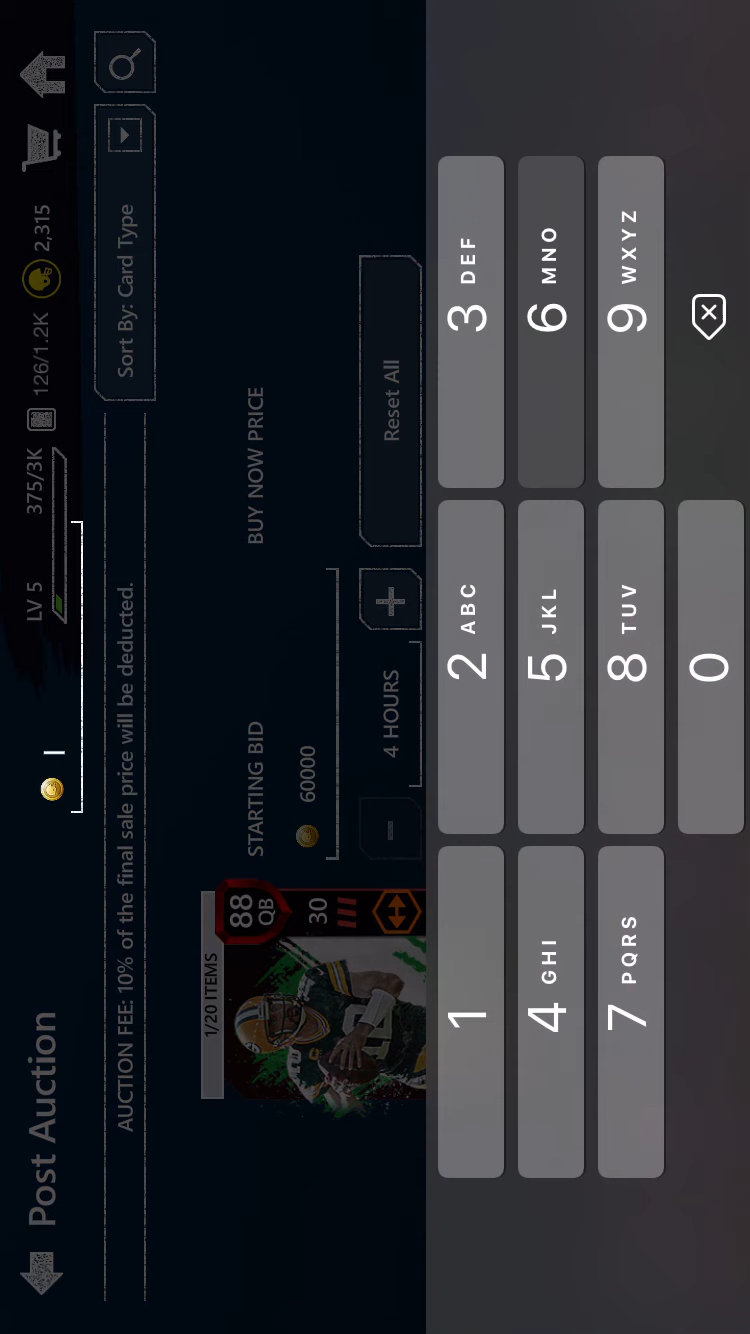 Post Auction
LV 5
375/3K
126/1.2K
2,315
AUCTION FEE: 10% of the final sale price will be deducted.
Sort By: Card Type
1/20 ITEMS
88
QB
30
STARTING BID
BUY NOW PRICE
60000
4 HOURS
Reset All
1
2 ABC
3 DEF
4 GHI
5 JKL
6 MNO
7 PQRS
8 TUV
9 WXYZ
0